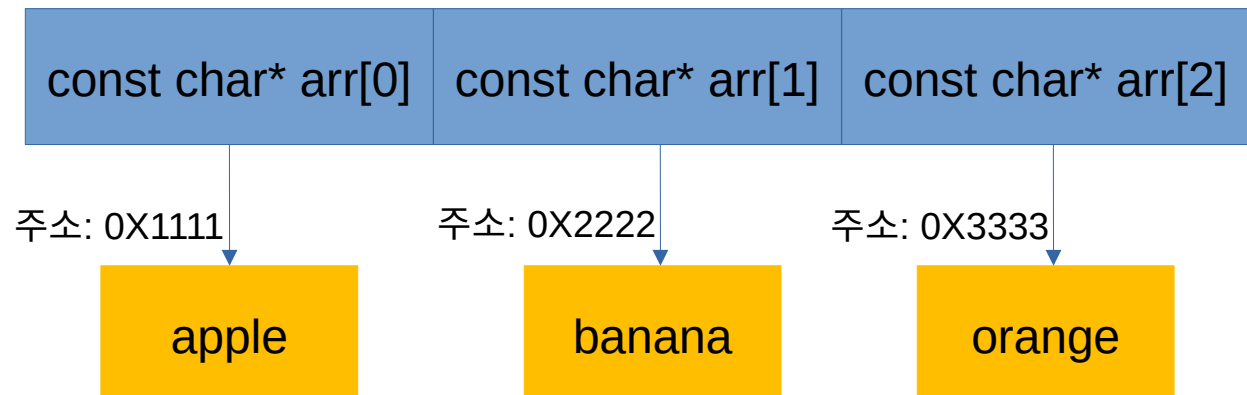 const char* arr[0] const char* arr[1] const char* arr[2]
주소: 0X1111 주소: 0X2222 주소: 0X3333
apple banana orange